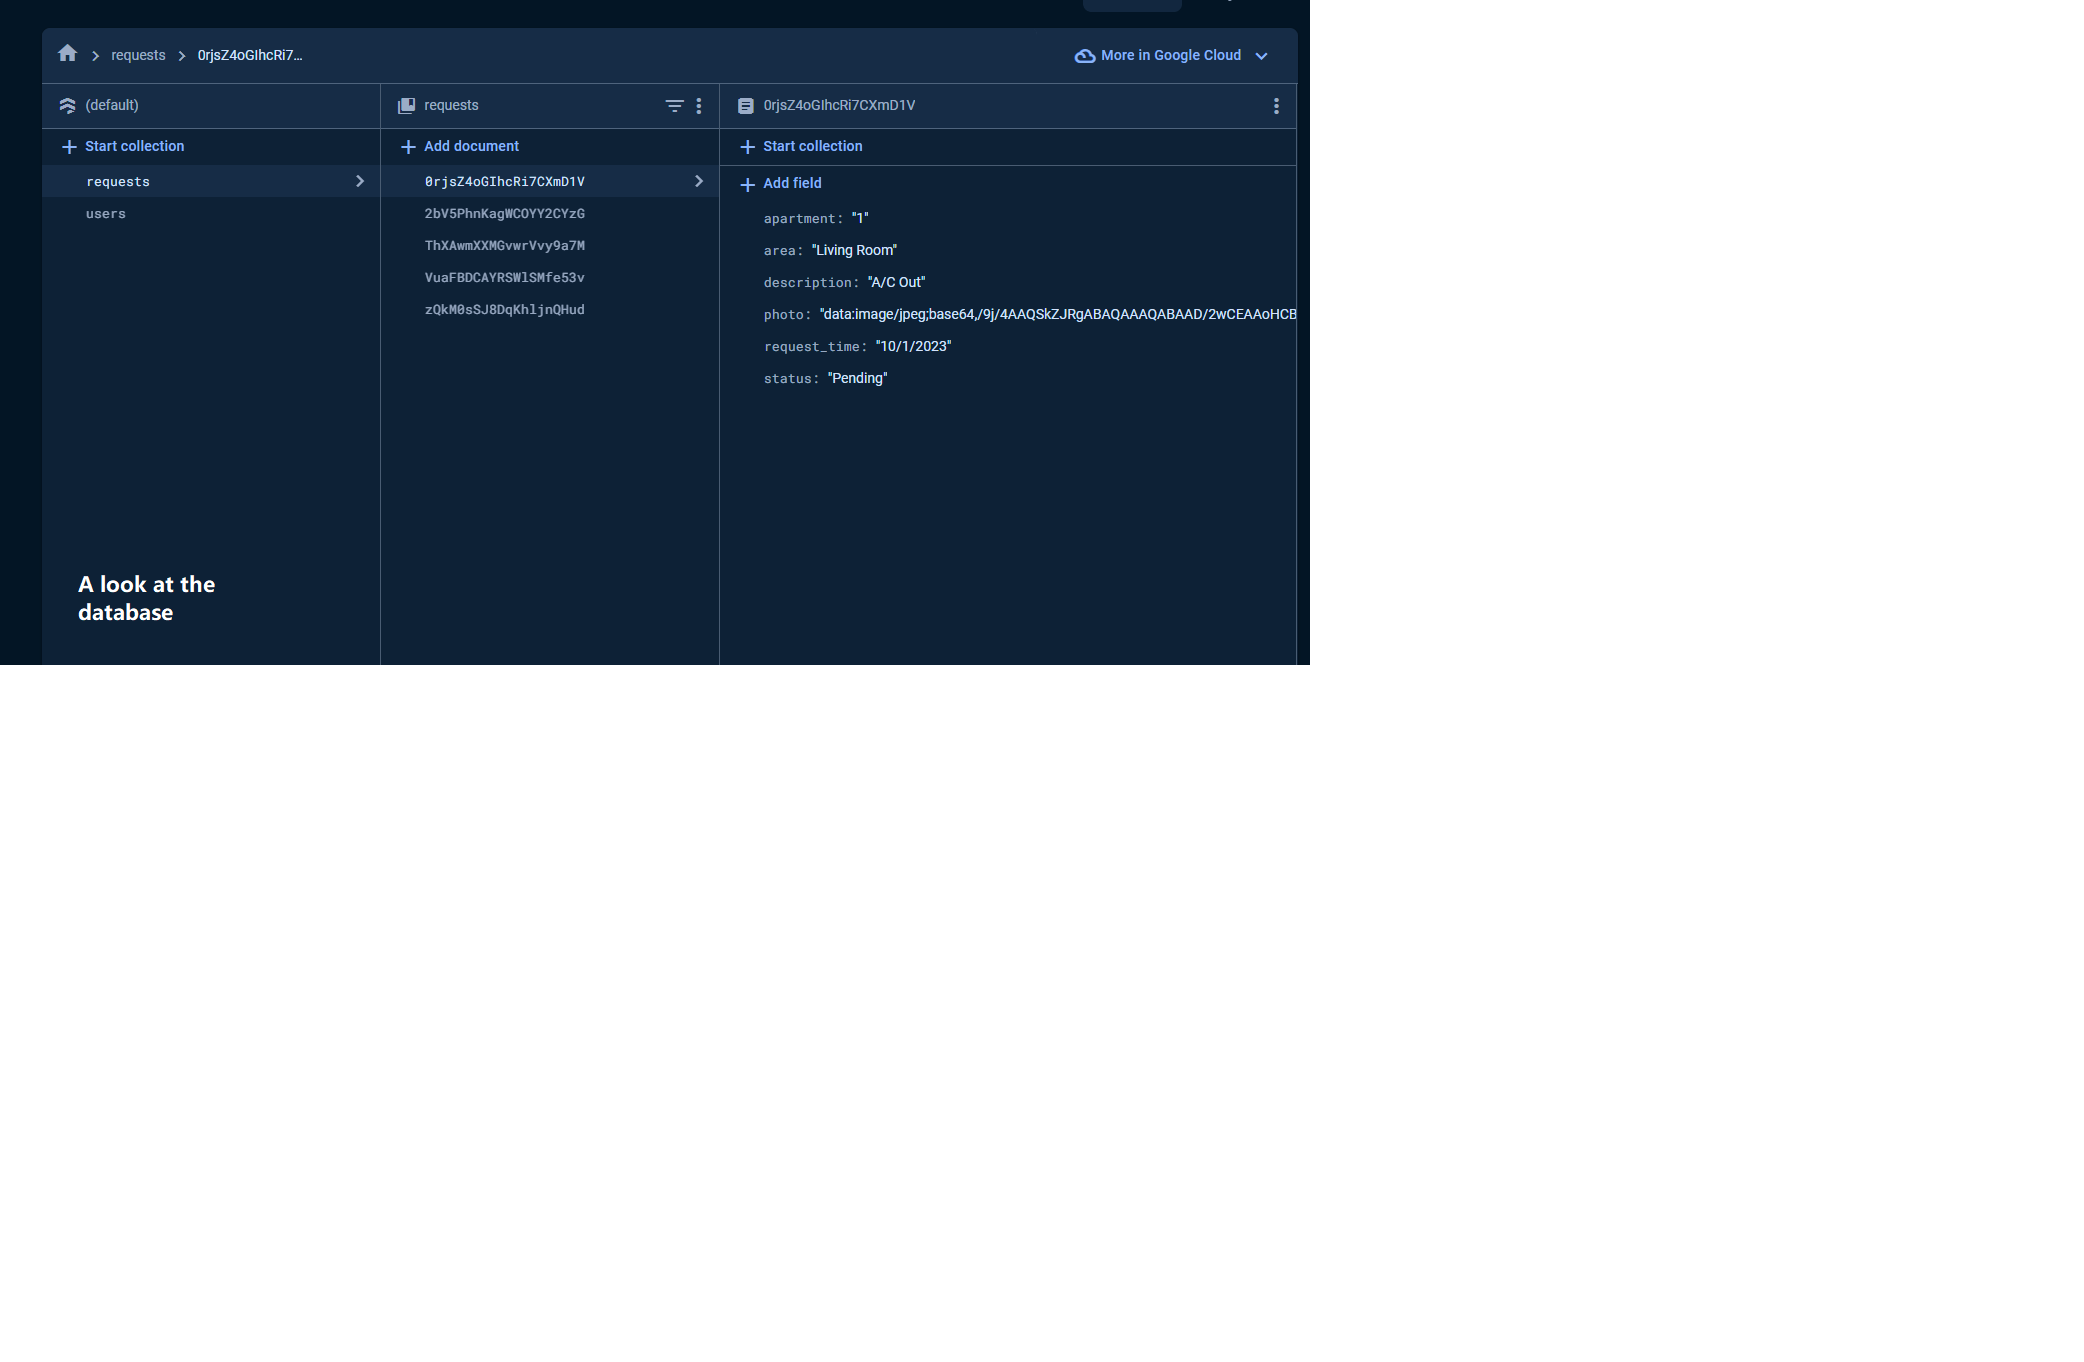 requests
0rjsZ4oGIhcRi7...
More in Google Cloud
(default)
requests
0rjsZ4oGIhcRi7CXmD1V
Start collection
Add document
Start collection
requests
0rjsZ4oGIhcRi7CXmD1V
Add field
users
2bV5PhnKagWCOYY2CYzG
apartment: "1"
ThXAwmXXMGvwrVvy9a7M
area: "Living Room"
VuaFBDCAYRSWlSMfe53v
description: "A/C Out"
zQkM0sSJ8DqKhljnQHud
photo: "data:image/jpeg;base64,/9j/4AAQSkZJRgABAQAAAQABAAD/2wCEAAoHCB
request_time: "10/1/2023"
status: "Pending"
A look at the
database